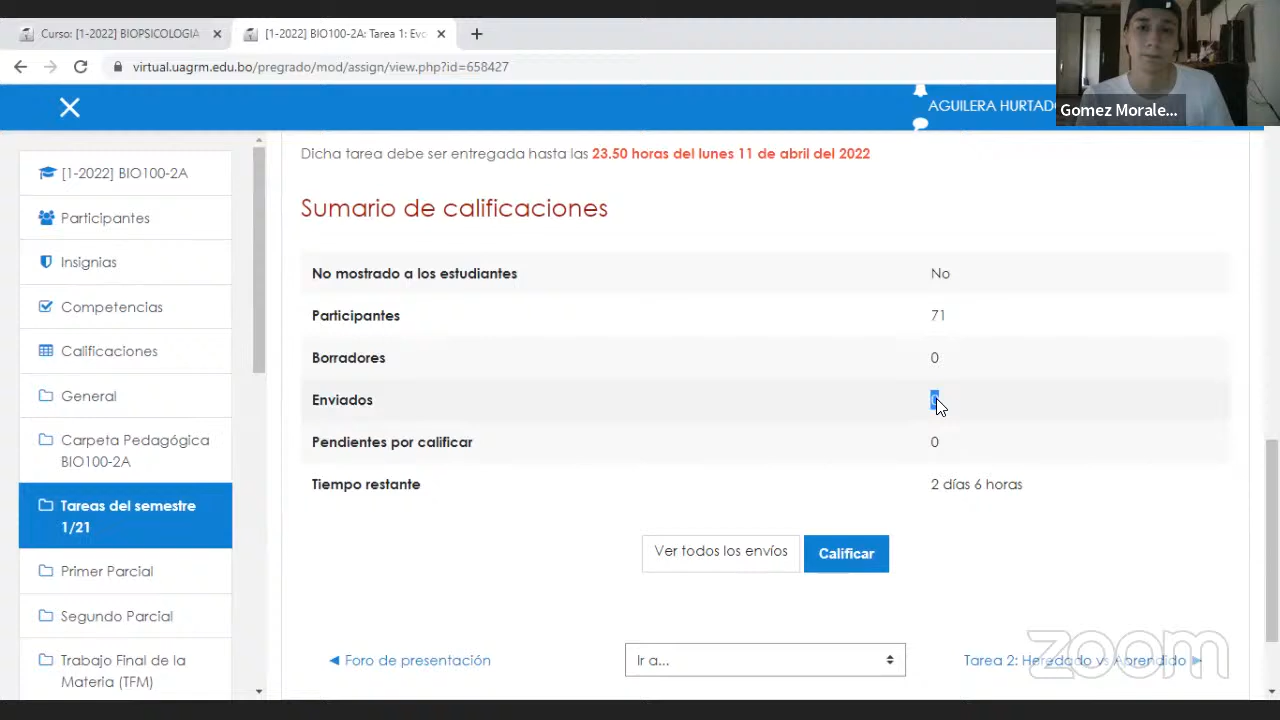 Curso: [1-2022] BIOPSICOLOGIA
[1-2022] BIO100-2A: Tarea 1: Evo
virtual.uagrm.edu.bo/pregrado/mod/assign/view.php?id=658427
AGUILERA HURTADO
Gomez Morale...
Dicha tarea debe ser entregada hasta las 23.50 horas del lunes 11 de abril del 2022
[1-2022] BIO100-2A
Participantes
Insignias
Competencias
Calificaciones
General
Carpeta Pedagógica
BIO100-2A
Tareas del semestre
1/21
Primer Parcial
Segundo Parcial
Trabajo Final de la
Materia (TFM)
Sumario de calificaciones
No mostrado a los estudiantes No
Participantes 71
Borradores 0
Enviados
Pendientes por calificar 0
Tiempo restante 2 días 6 horas
Ver todos los envíos Calificar
◄ Foro de presentación
Ir a...
Tarea 2: Heredado vs Aprendido ►
zoom